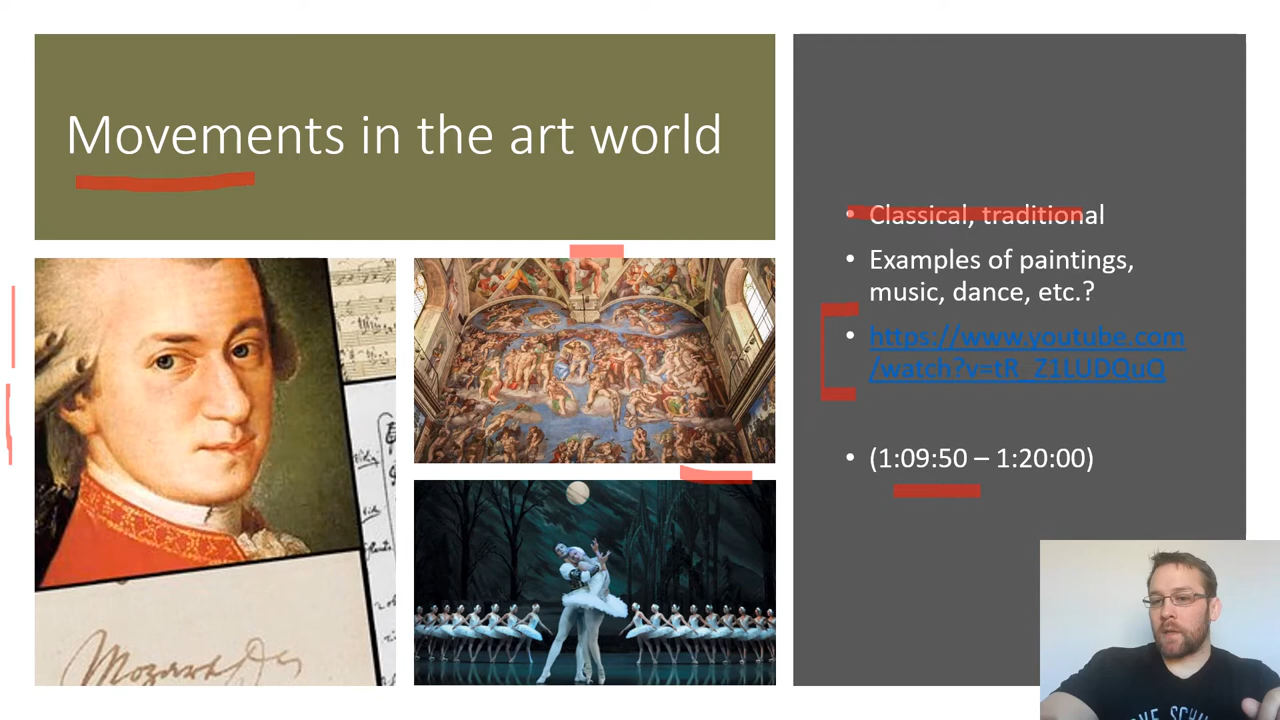 Movements in the art world
Classical, traditional
Examples of paintings,
music, dance, etc.?
https://www.youtube.com
/watch?v=tR_Z1LUDQuQ
(1:09:50 – 1:20:00)
Mozart